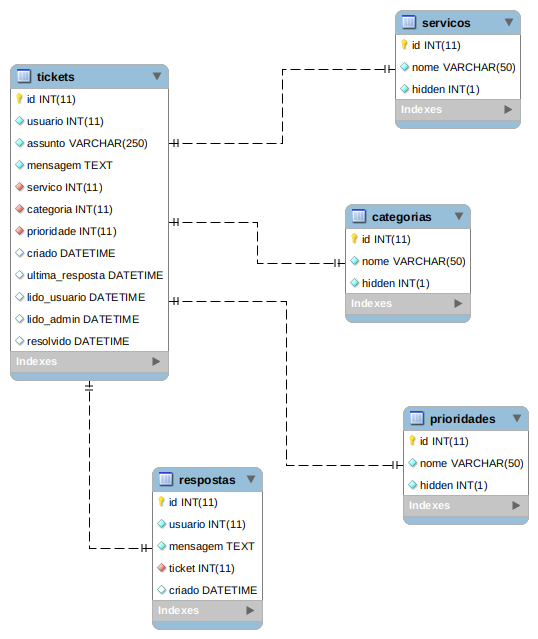 servicos
id INT(11)
nome VARCHAR(50)
hidden INT(1)
Indexes
tickets
id INT(11)
usuario INT(11)
assunto VARCHAR(250)
mensagem TEXT
servico INT(11)
categoria INT(11)
prioridade INT(11)
criado DATETIME
ultima_resposta DATETIME
lido_usuario DATETIME
lido_admin DATETIME
resolvido DATETIME
Indexes
categorias
id INT(11)
nome VARCHAR(50)
hidden INT(1)
Indexes
prioridades
id INT(11)
nome VARCHAR(50)
hidden INT(1)
Indexes
respostas
id INT(11)
usuario INT(11)
mensagem TEXT
ticket INT(11)
criado DATETIME
Indexes